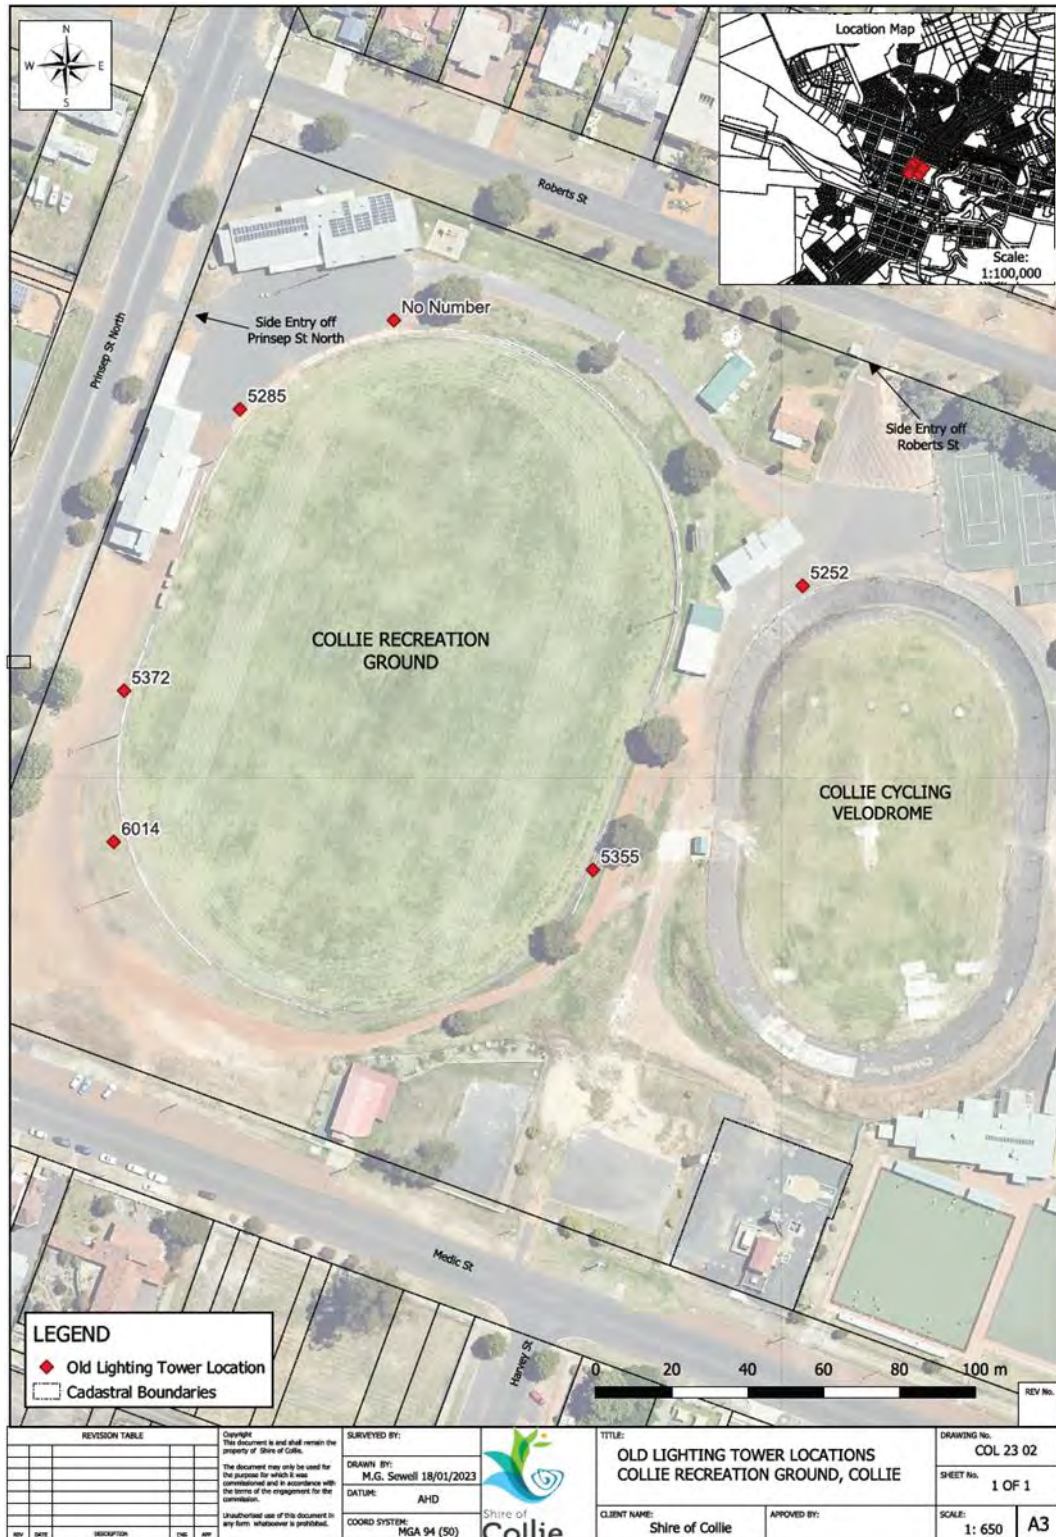 N
W E
S
Location Map
Scale:
1:100,000
Roberts St
Prinsep St North
Side Entry off
Prinsep St North
No Number
5285
Side Entry off
Roberts St
5252
COLLIE RECREATION
GROUND
5372
COLLIE CYCLING
VELODROME
6014
5355
Medic St
Harvey St
LEGEND
Old Lighting Tower Location
Cadastral Boundaries
0 20 40 60 80 100 m
REV No.
REVISION TABLE
REV DATE DESCRIPTION CHG APP
Copyright
This document is and shall remain the
property of Shire of Collie.
The document may only be used for
the purpose for which it was
commissioned and in accordance with
the terms of the engagement for the
commission.
Unauthorised use of this document in
any form whatsoever is prohibited.
SURVEYED BY:
DRAWN BY:
M.G. Sewell 18/01/2023
DATUM:
AHD
COORD SYSTEM:
MGA 94 (50)
Shire of
Collie
TITLE:
OLD LIGHTING TOWER LOCATIONS
COLLIE RECREATION GROUND, COLLIE
CLIENT NAME:
Shire of Collie
APPOVED BY:
DRAWING No.
COL 23 02
SHEET No.
1 OF 1
SCALE:
1: 650
A3